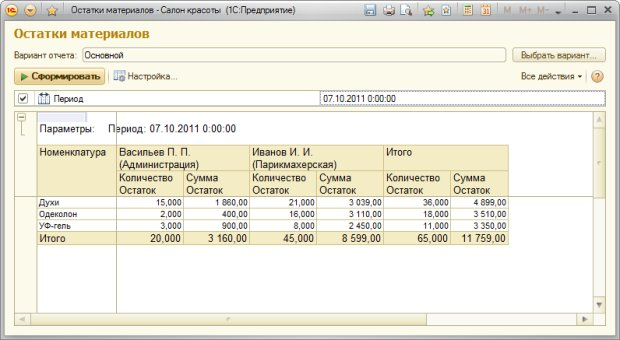 Остатки материалов - Салон красоты (1С:Предприятие)
M M+ M-
Остатки материалов
Вариант отчета: Основной Выбрать вариант...
Сформировать Настройка... Все действия ?
Период 07.10.2011 0:00:00
Параметры: Период: 07.10.2011 0:00:00
Номенклатура Васильев П. П. (Администрация) Иванов И. И. (Парикмахерская) Итого
Количество Остаток Сумма Остаток Количество Остаток Сумма Остаток Количество Остаток Сумма Остаток
Духи 15,000 1 860,00 21,000 3 039,00 36,000 4 899,00
Одеколон 2,000 400,00 16,000 3 110,00 18,000 3 510,00
УФ-гель 3,000 900,00 8,000 2 450,00 11,000 3 350,00
Итого 20,000 3 160,00 45,000 8 599,00 65,000 11 759,00